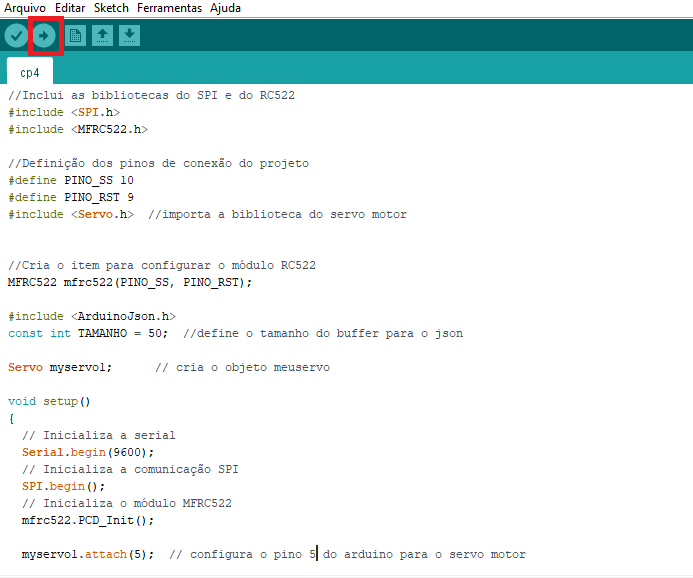 Arquivo Editar Sketch Ferramentas Ajuda
cp4
//Inclui as bibliotecas do SPI e do RC522
#include <SPI.h>
#include <MFRC522.h>
//Definição dos pinos de conexão do projeto
#define PINO_SS 10
#define PINO_RST 9
#include <Servo.h>  //importa a biblioteca do servo motor
//Cria o item para configurar o módulo RC522
MFRC522 mfrc522(PINO_SS, PINO_RST);
#include <ArduinoJson.h>
const int TAMANHO = 50;  //define o tamanho do buffer para o json
Servo myservo1;      // cria o objeto meuservo
void setup()
{
  // Inicializa a serial
  Serial.begin(9600);
  // Inicializa a comunicação SPI
  SPI.begin();
  // Inicializa o módulo MFRC522
  mfrc522.PCD_Init();
  myservo1.attach(5);  // configura o pino 5 do arduino para o servo motor